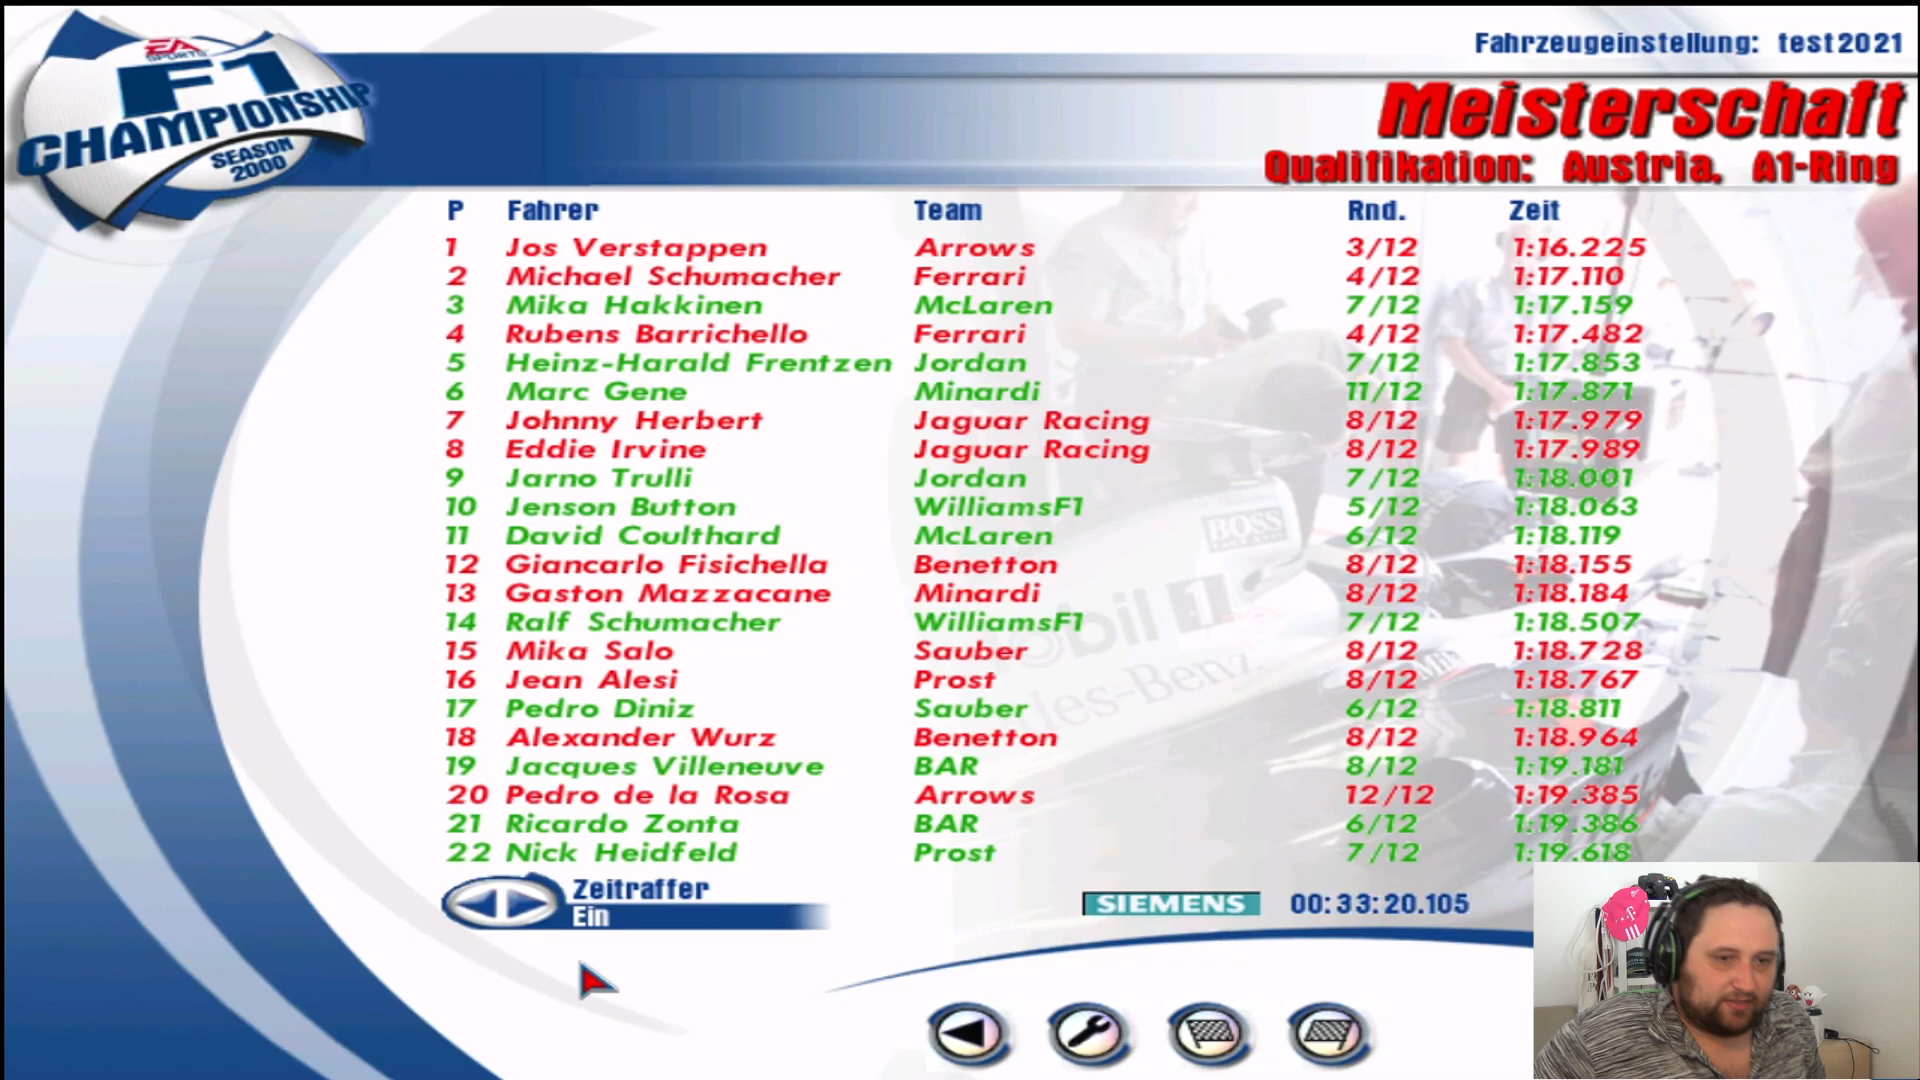 EA
SPORTS
F1
CHAMPIONSHIP
SEASON
2000
Fahrzeugeinstellung: test2021
Meisterschaft
Qualifikation: Austria, A1-Ring
P Fahrer Team Rnd. Zeit
1 Jos Verstappen Arrows 3/12 1:16.225
2 Michael Schumacher Ferrari 4/12 1:17.110
3 Mika Hakkinen McLaren 7/12 1:17.159
4 Rubens Barrichello Ferrari 4/12 1:17.482
5 Heinz-Harald Frentzen Jordan 7/12 1:17.853
6 Marc Gene Minardi 11/12 1:17.871
7 Johnny Herbert Jaguar Racing 8/12 1:17.979
8 Eddie Irvine Jaguar Racing 8/12 1:17.989
9 Jarno Trulli Jordan 7/12 1:18.001
10 Jenson Button WilliamsF1 5/12 1:18.063
11 David Coulthard McLaren 6/12 1:18.119
12 Giancarlo Fisichella Benetton 8/12 1:18.155
13 Gaston Mazzacane Minardi 8/12 1:18.184
14 Ralf Schumacher WilliamsF1 7/12 1:18.507
15 Mika Salo Sauber 8/12 1:18.728
16 Jean Alesi Prost 8/12 1:18.767
17 Pedro Diniz Sauber 6/12 1:18.811
18 Alexander Wurz Benetton 8/12 1:18.964
19 Jacques Villeneuve BAR 8/12 1:19.181
20 Pedro de la Rosa Arrows 12/12 1:19.385
21 Ricardo Zonta BAR 6/12 1:19.386
22 Nick Heidfeld Prost 7/12 1:19.618
BOSS
Zeitraffer
Ein
SIEMENS 00:33:20.105